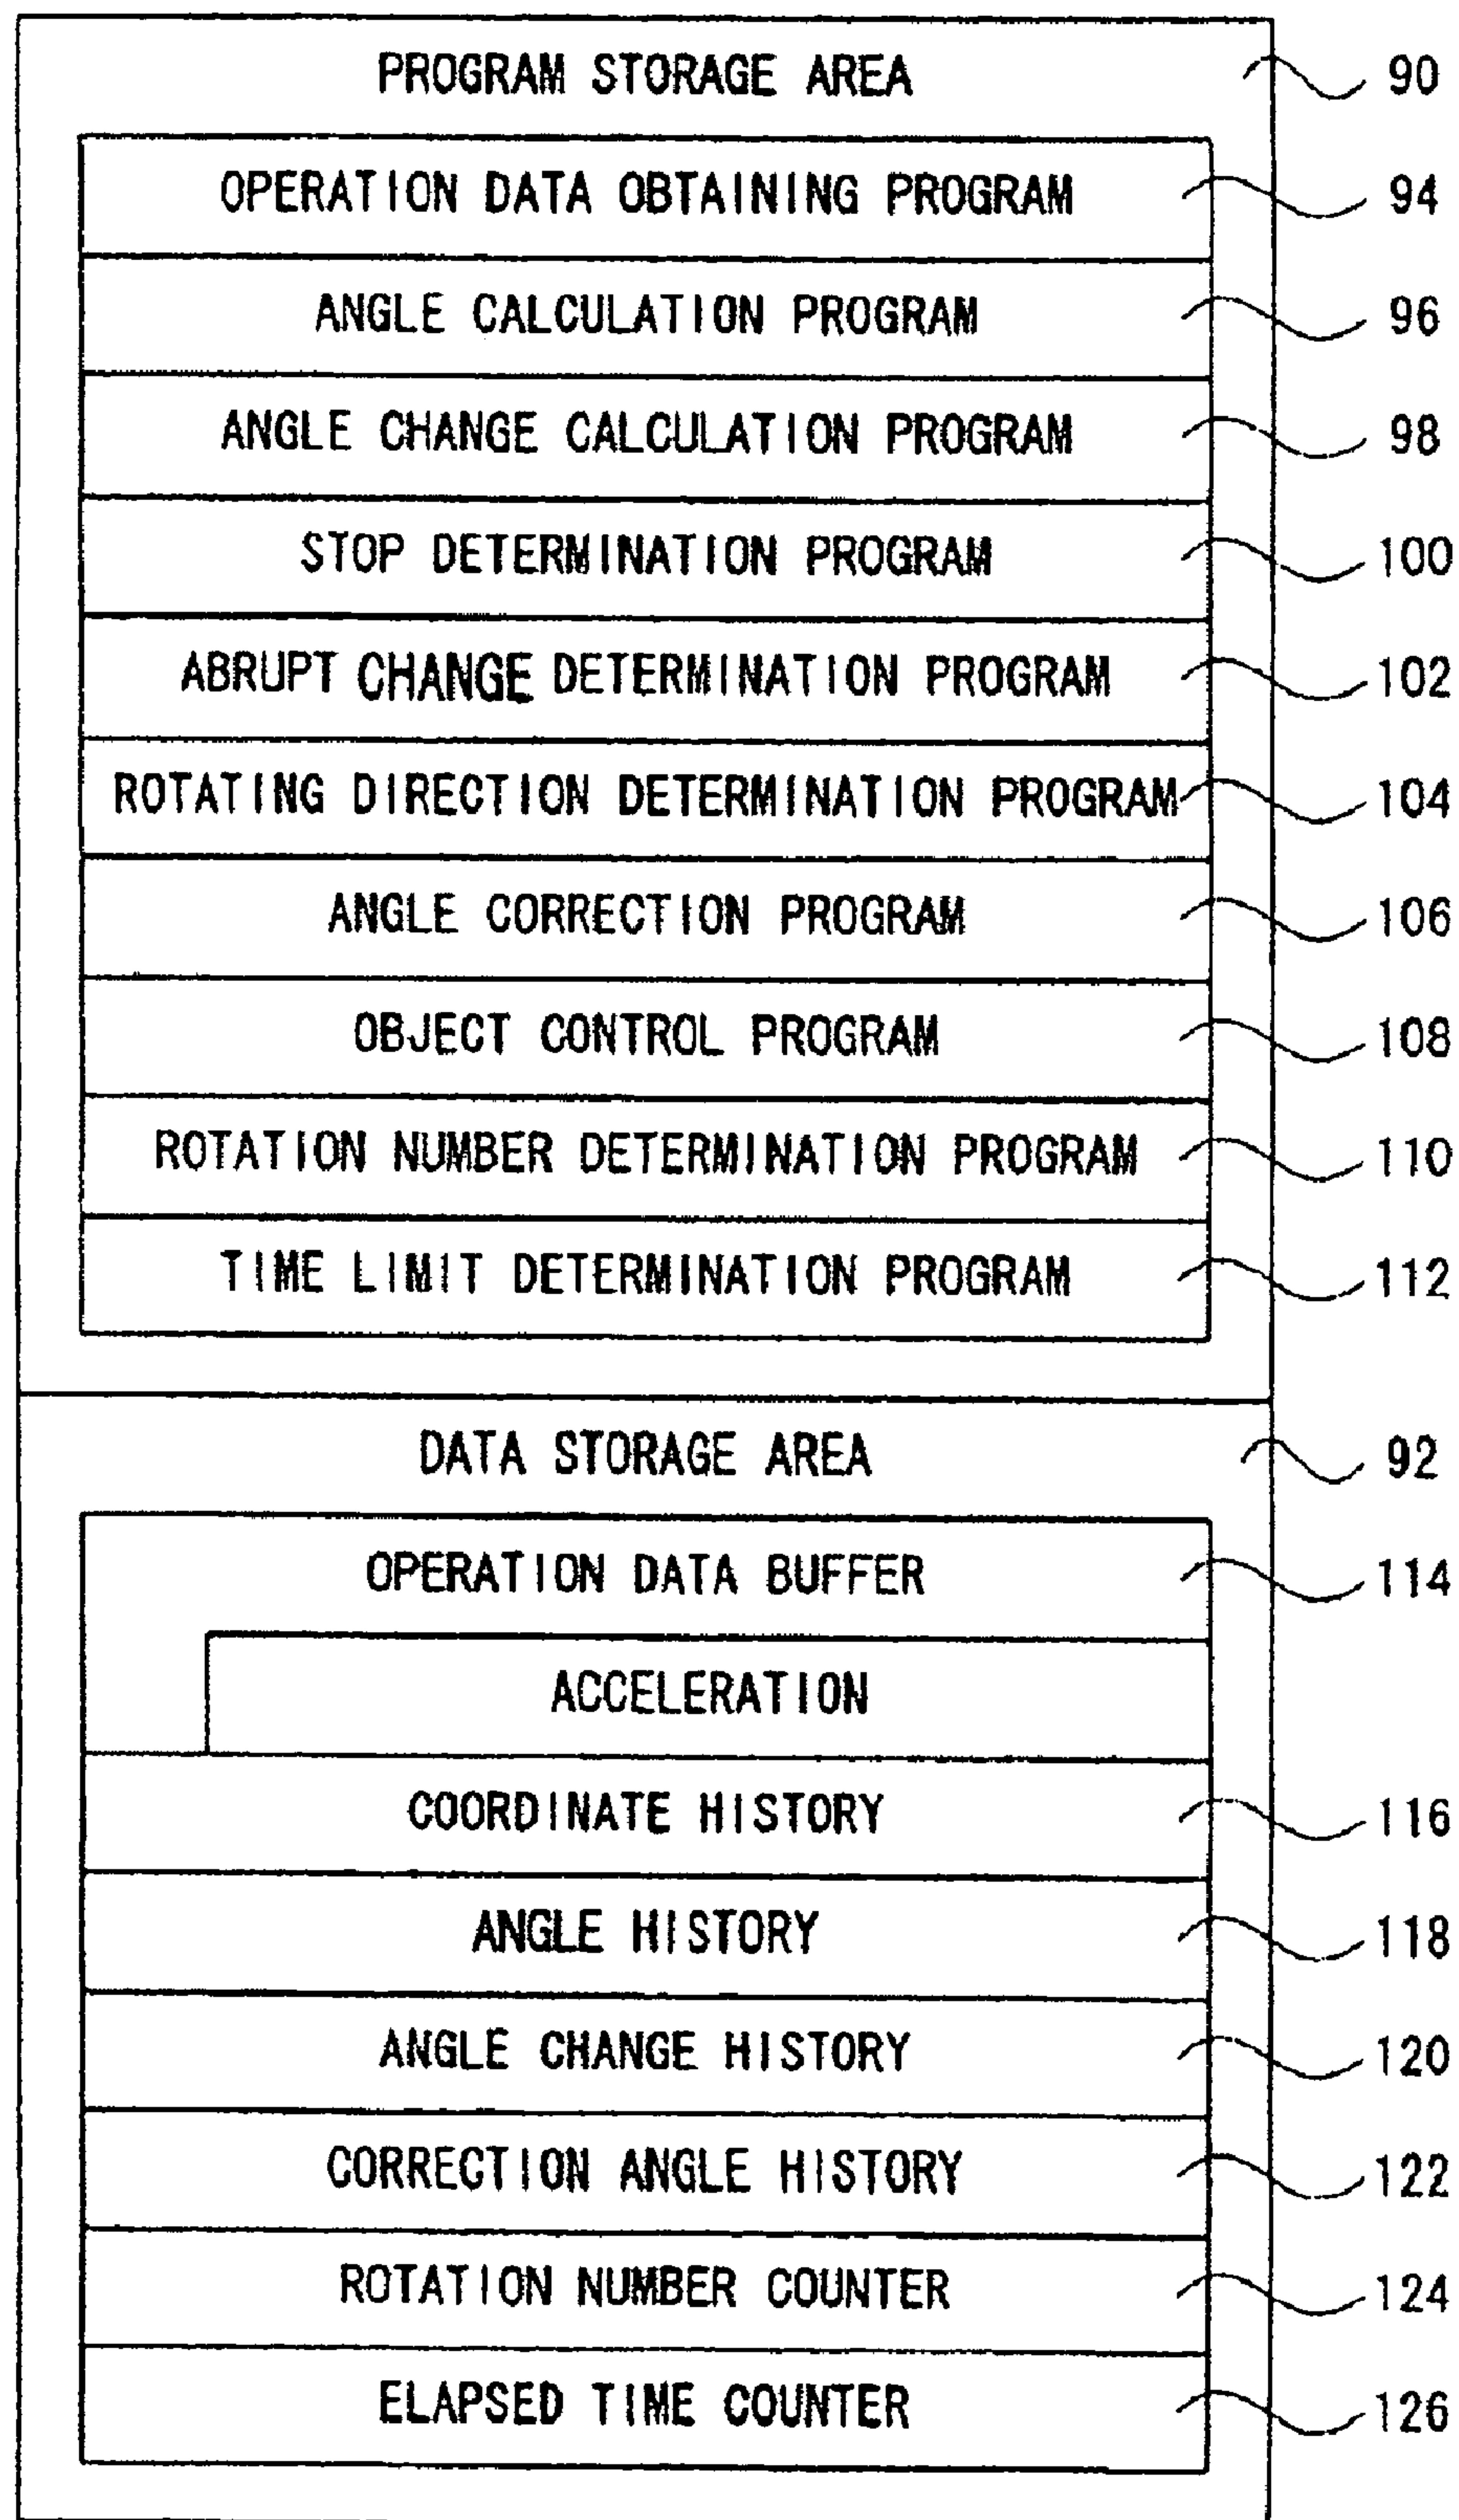 PROGRAM STORAGE AREA 90
OPERATION DATA OBTAINING PROGRAM 94
ANGLE CALCULATION PROGRAM 96
ANGLE CHANGE CALCULATION PROGRAM 98
STOP DETERMINATION PROGRAM 100
ABRUPT CHANGE DETERMINATION PROGRAM 102
ROTATING DIRECTION DETERMINATION PROGRAM 104
ANGLE CORRECTION PROGRAM 106
OBJECT CONTROL PROGRAM 108
ROTATION NUMBER DETERMINATION PROGRAM 110
TIME LIMIT DETERMINATION PROGRAM 112
DATA STORAGE AREA 92
OPERATION DATA BUFFER 114
ACCELERATION
COORDINATE HISTORY 116
ANGLE HISTORY 118
ANGLE CHANGE HISTORY 120
CORRECTION ANGLE HISTORY 122
ROTATION NUMBER COUNTER 124
ELAPSED TIME COUNTER 126